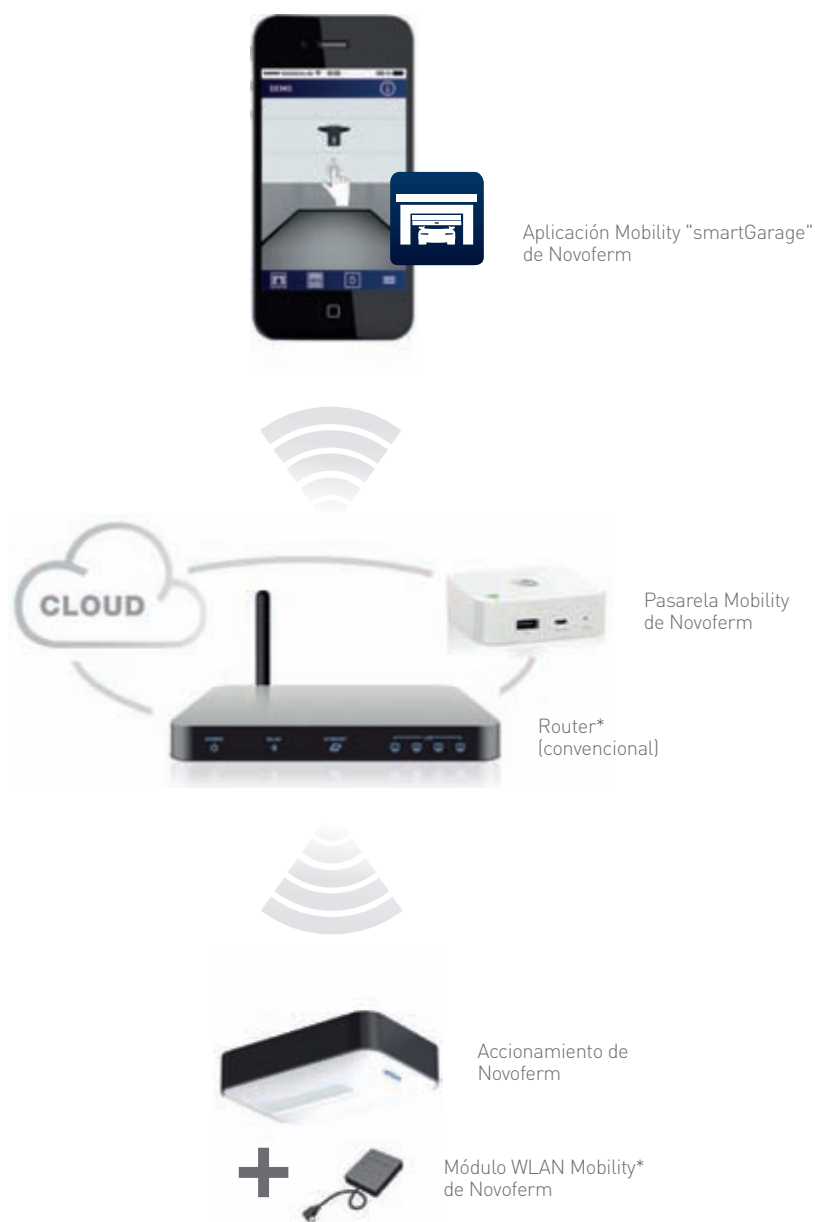 DEMO
Aplicación Mobility "smartGarage"
de Novoferm
CLOUD
Pasarela Mobility
de Novoferm
Router*
(convencional)
Accionamiento de
Novoferm
Módulo WLAN Mobility*
de Novoferm